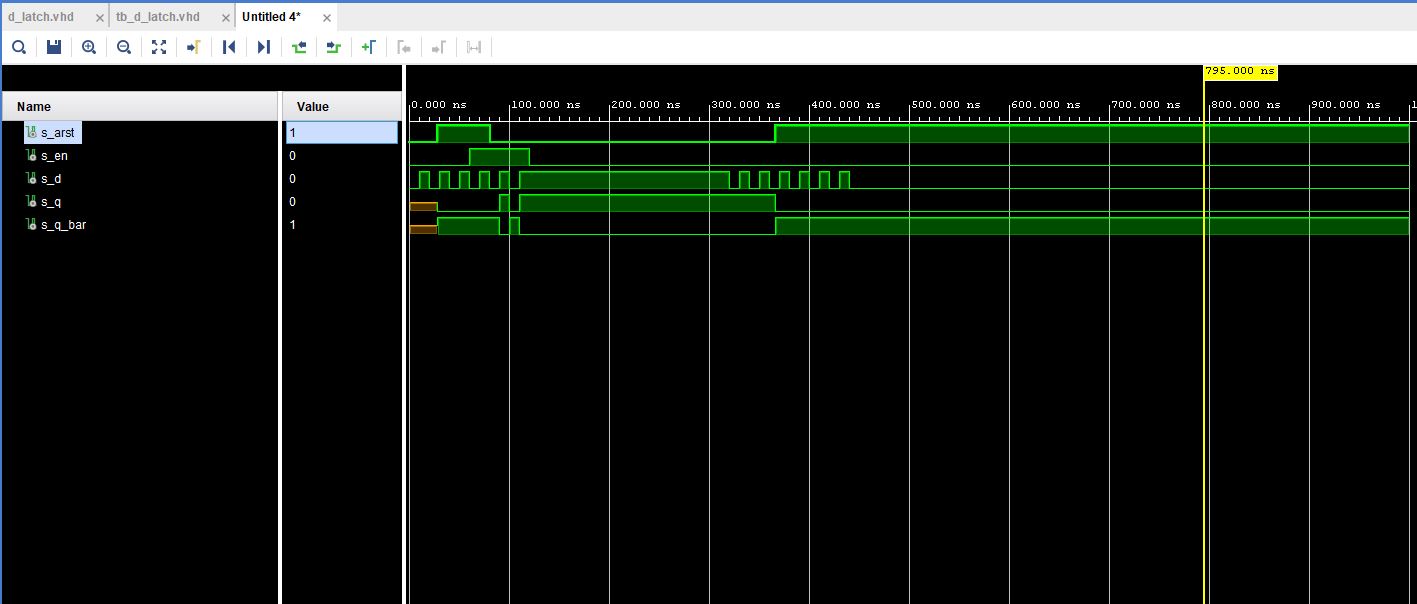 d_latch.vhd × tb_d_latch.vhd × Untitled 4* ×
795.000 ns
Name Value 0.000 ns 100.000 ns 200.000 ns 300.000 ns 400.000 ns 500.000 ns 600.000 ns 700.000 ns 800.000 ns 900.000 ns 1
s_arst 1
s_en 0
s_d 0
s_q 0
s_q_bar 1